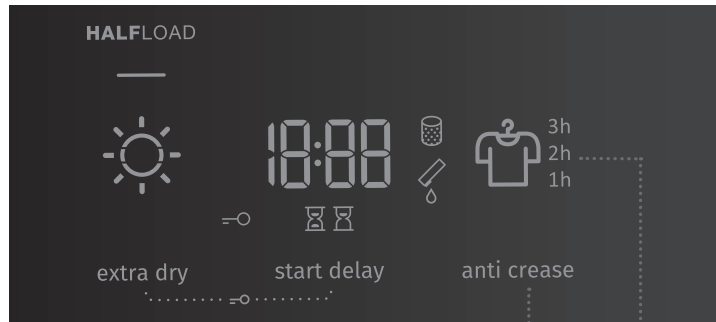 HALFLOAD
18:88
3h
2h
1h
extra dry
start delay
anti crease